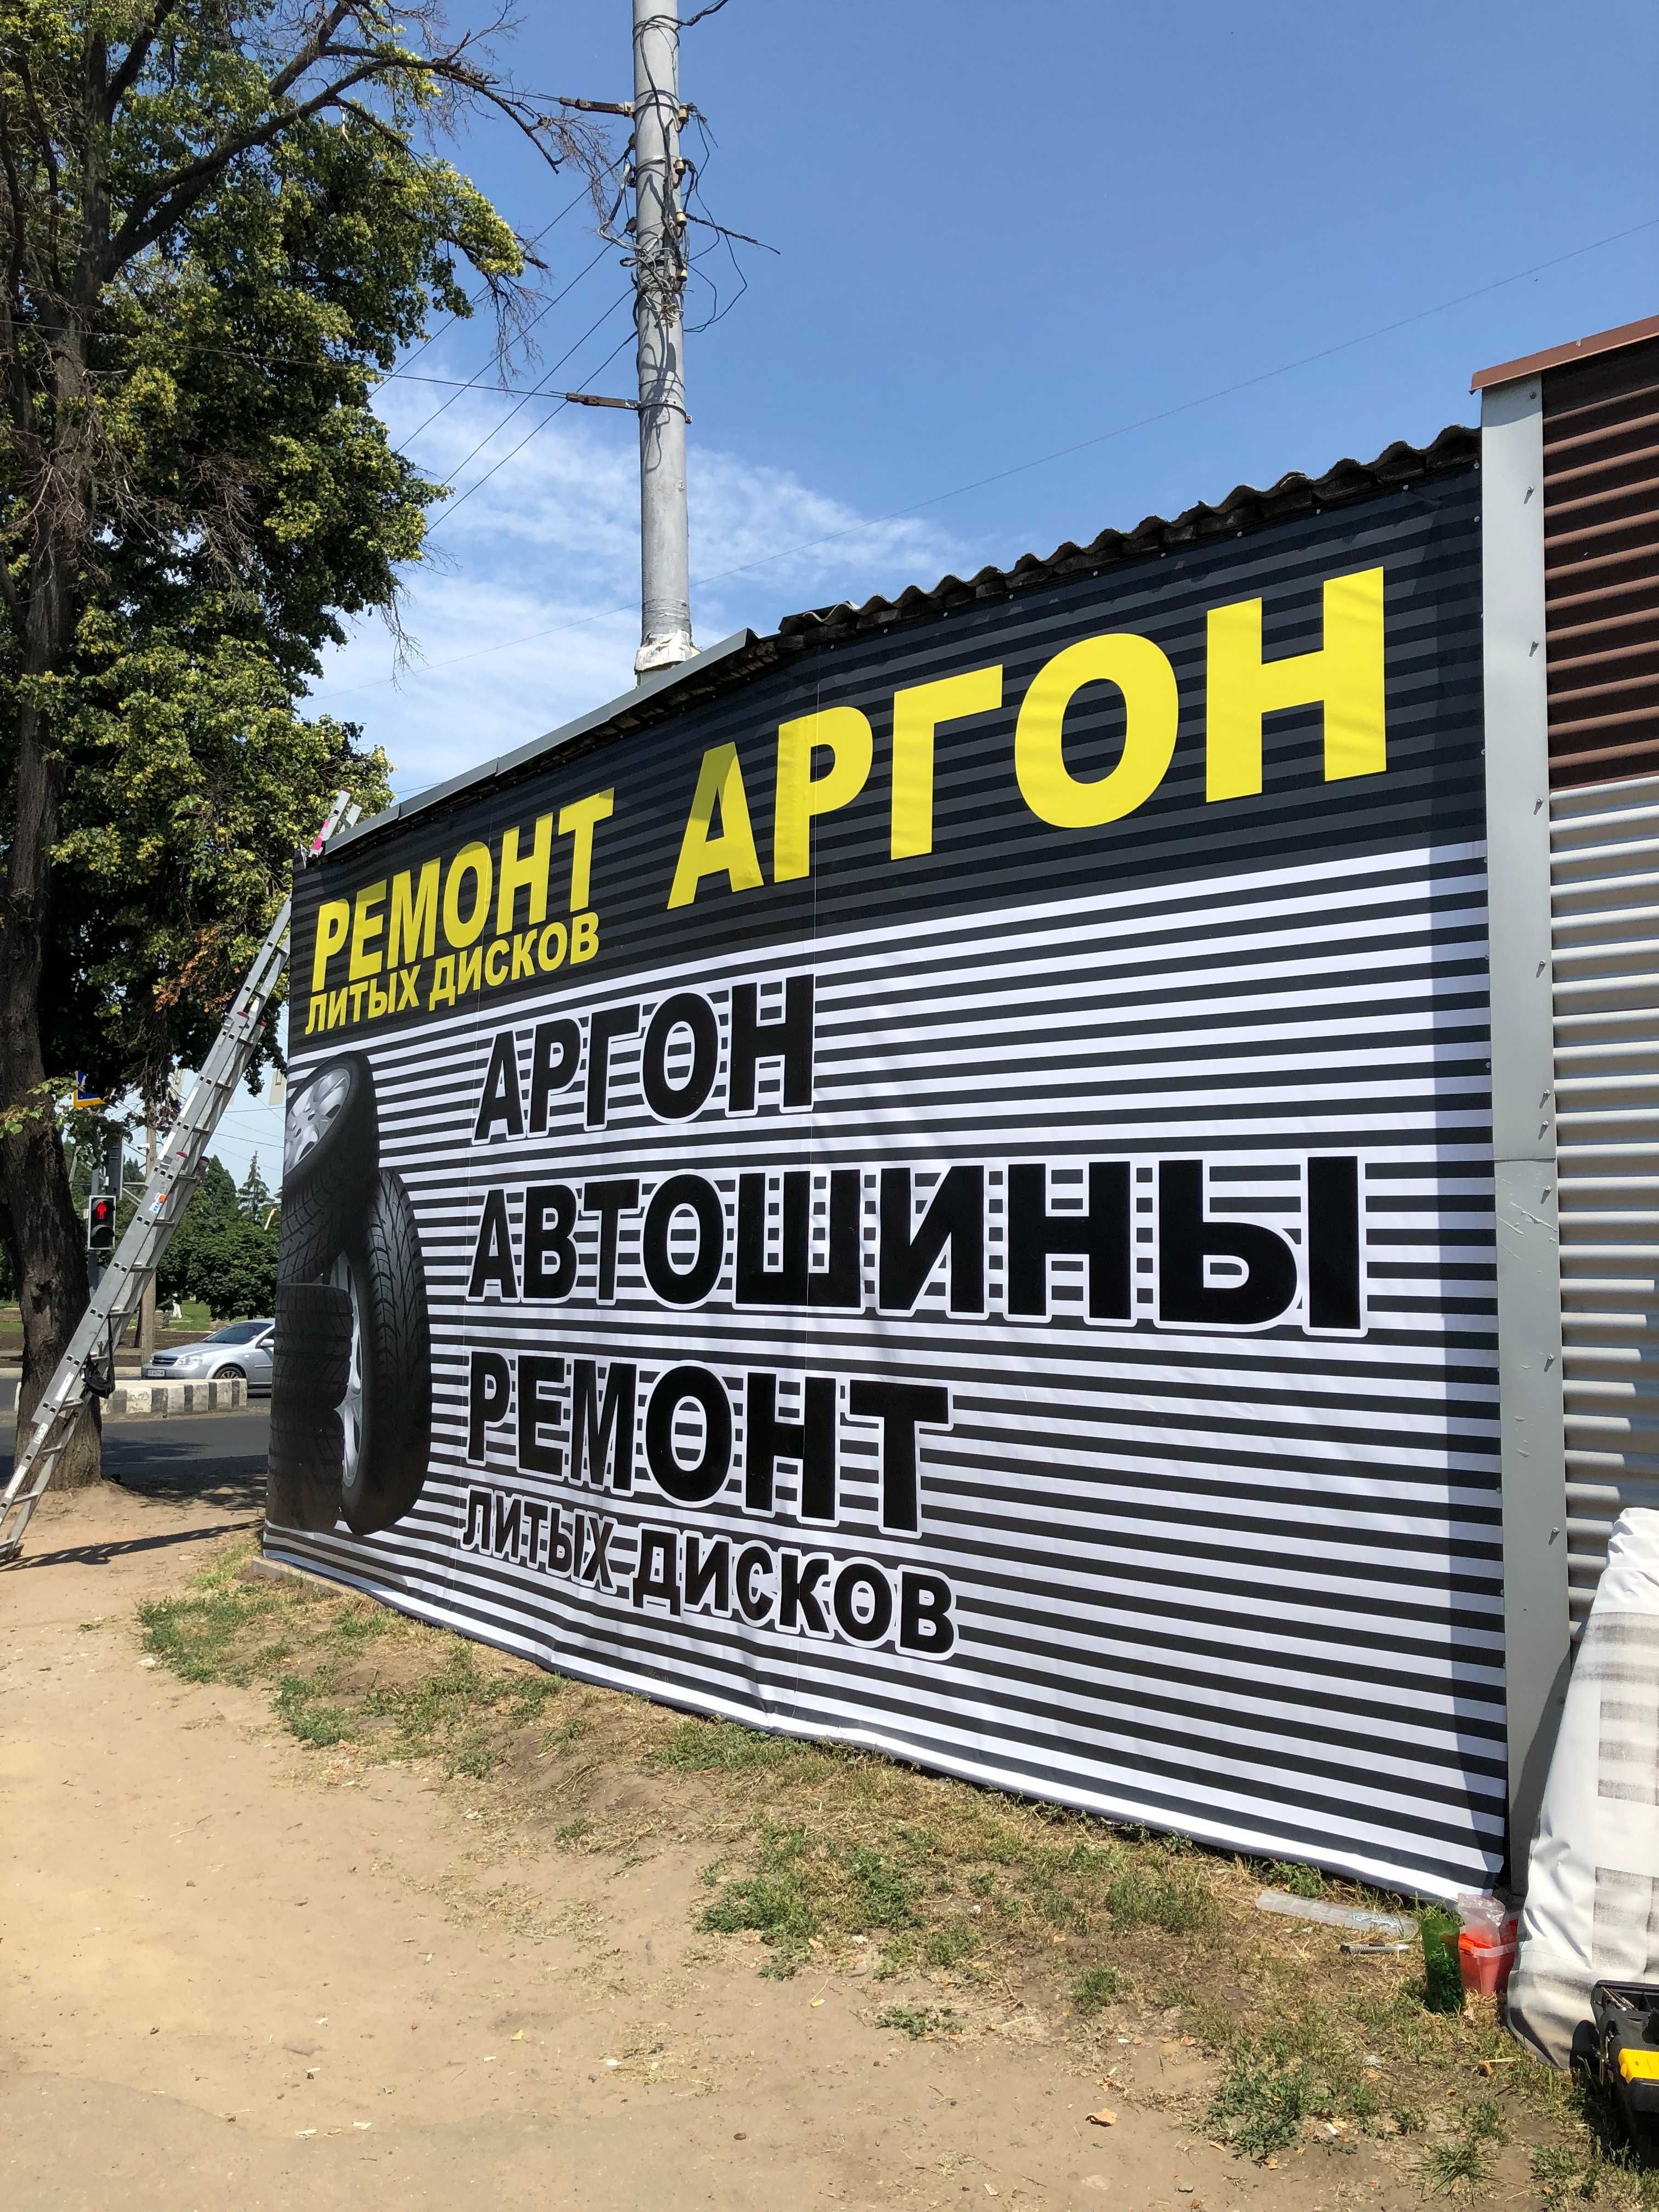 РЕМОНТ АРГОН
ЛИТЫХ ДИСКОВ
АРГОН
АВТОШИНЫ
РЕМОНТ
ЛИТЫХ ДИСКОВ